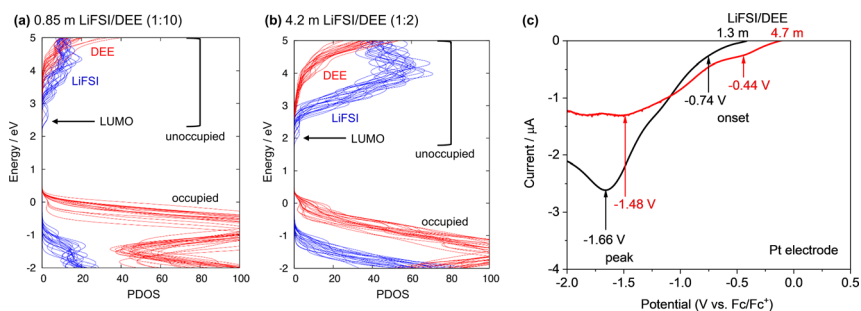 (a) 0.85 m LiFSI/DEE (1:10)
5
4
3
2
1
0
-1
-2
Energy / eV
DEE
LiFSI
LUMO
unoccupied
occupied
0 20 40 60 80 100
PDOS
(b) 4.2 m LiFSI/DEE (1:2)
5
4
3
2
1
0
-1
-2
Energy / eV
DEE
LiFSI
LUMO
unoccupied
occupied
0 20 40 60 80 100
PDOS
(c)
LiFSI/DEE
1.3 m 4.7 m
0
-1
-2
-3
-4
Current / μA
-0.44 V
-0.74 V
onset
-1.48 V
-1.66 V
peak
Pt electrode
-2.0 -1.5 -1.0 -0.5 0.0 0.5
Potential (V vs. Fc/Fc⁺)